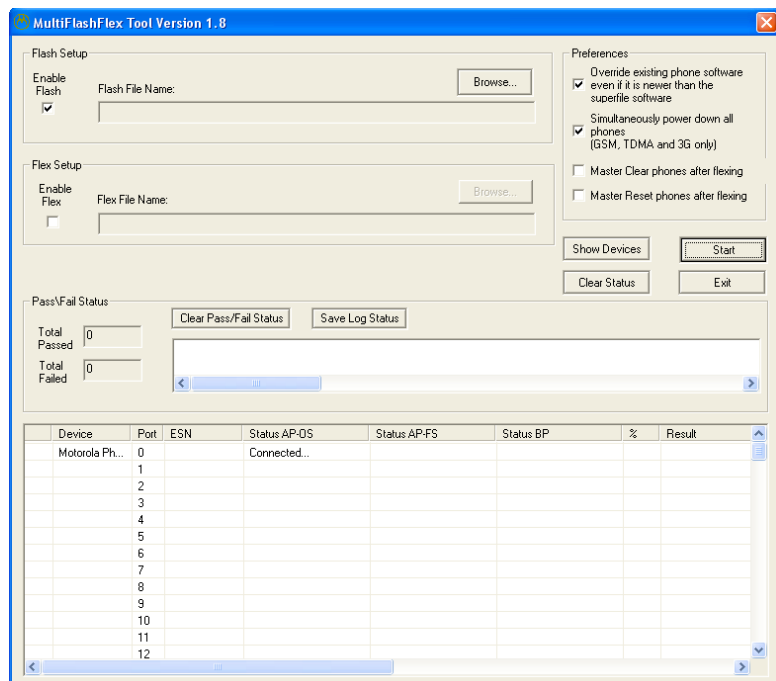 MultiFlashFlex Tool Version 1.8
Flash Setup
Enable
Flash
Flash File Name:
Browse...
Flex Setup
Enable
Flex
Flex File Name:
Browse...
Preferences
Override existing phone software
even if it is newer than the
superfile software
Simultaneously power down all
phones
(GSM, TDMA and 3G only)
Master Clear phones after flexing
Master Reset phones after flexing
Show Devices
Start
Clear Status
Exit
Pass\Fail Status
Total
Passed
0
Total
Failed
0
Clear Pass/Fail Status
Save Log Status
Device Port ESN Status AP-OS Status AP-FS Status BP % Result
Motorola Ph... 0 Connected...
1
2
3
4
5
6
7
8
9
10
11
12